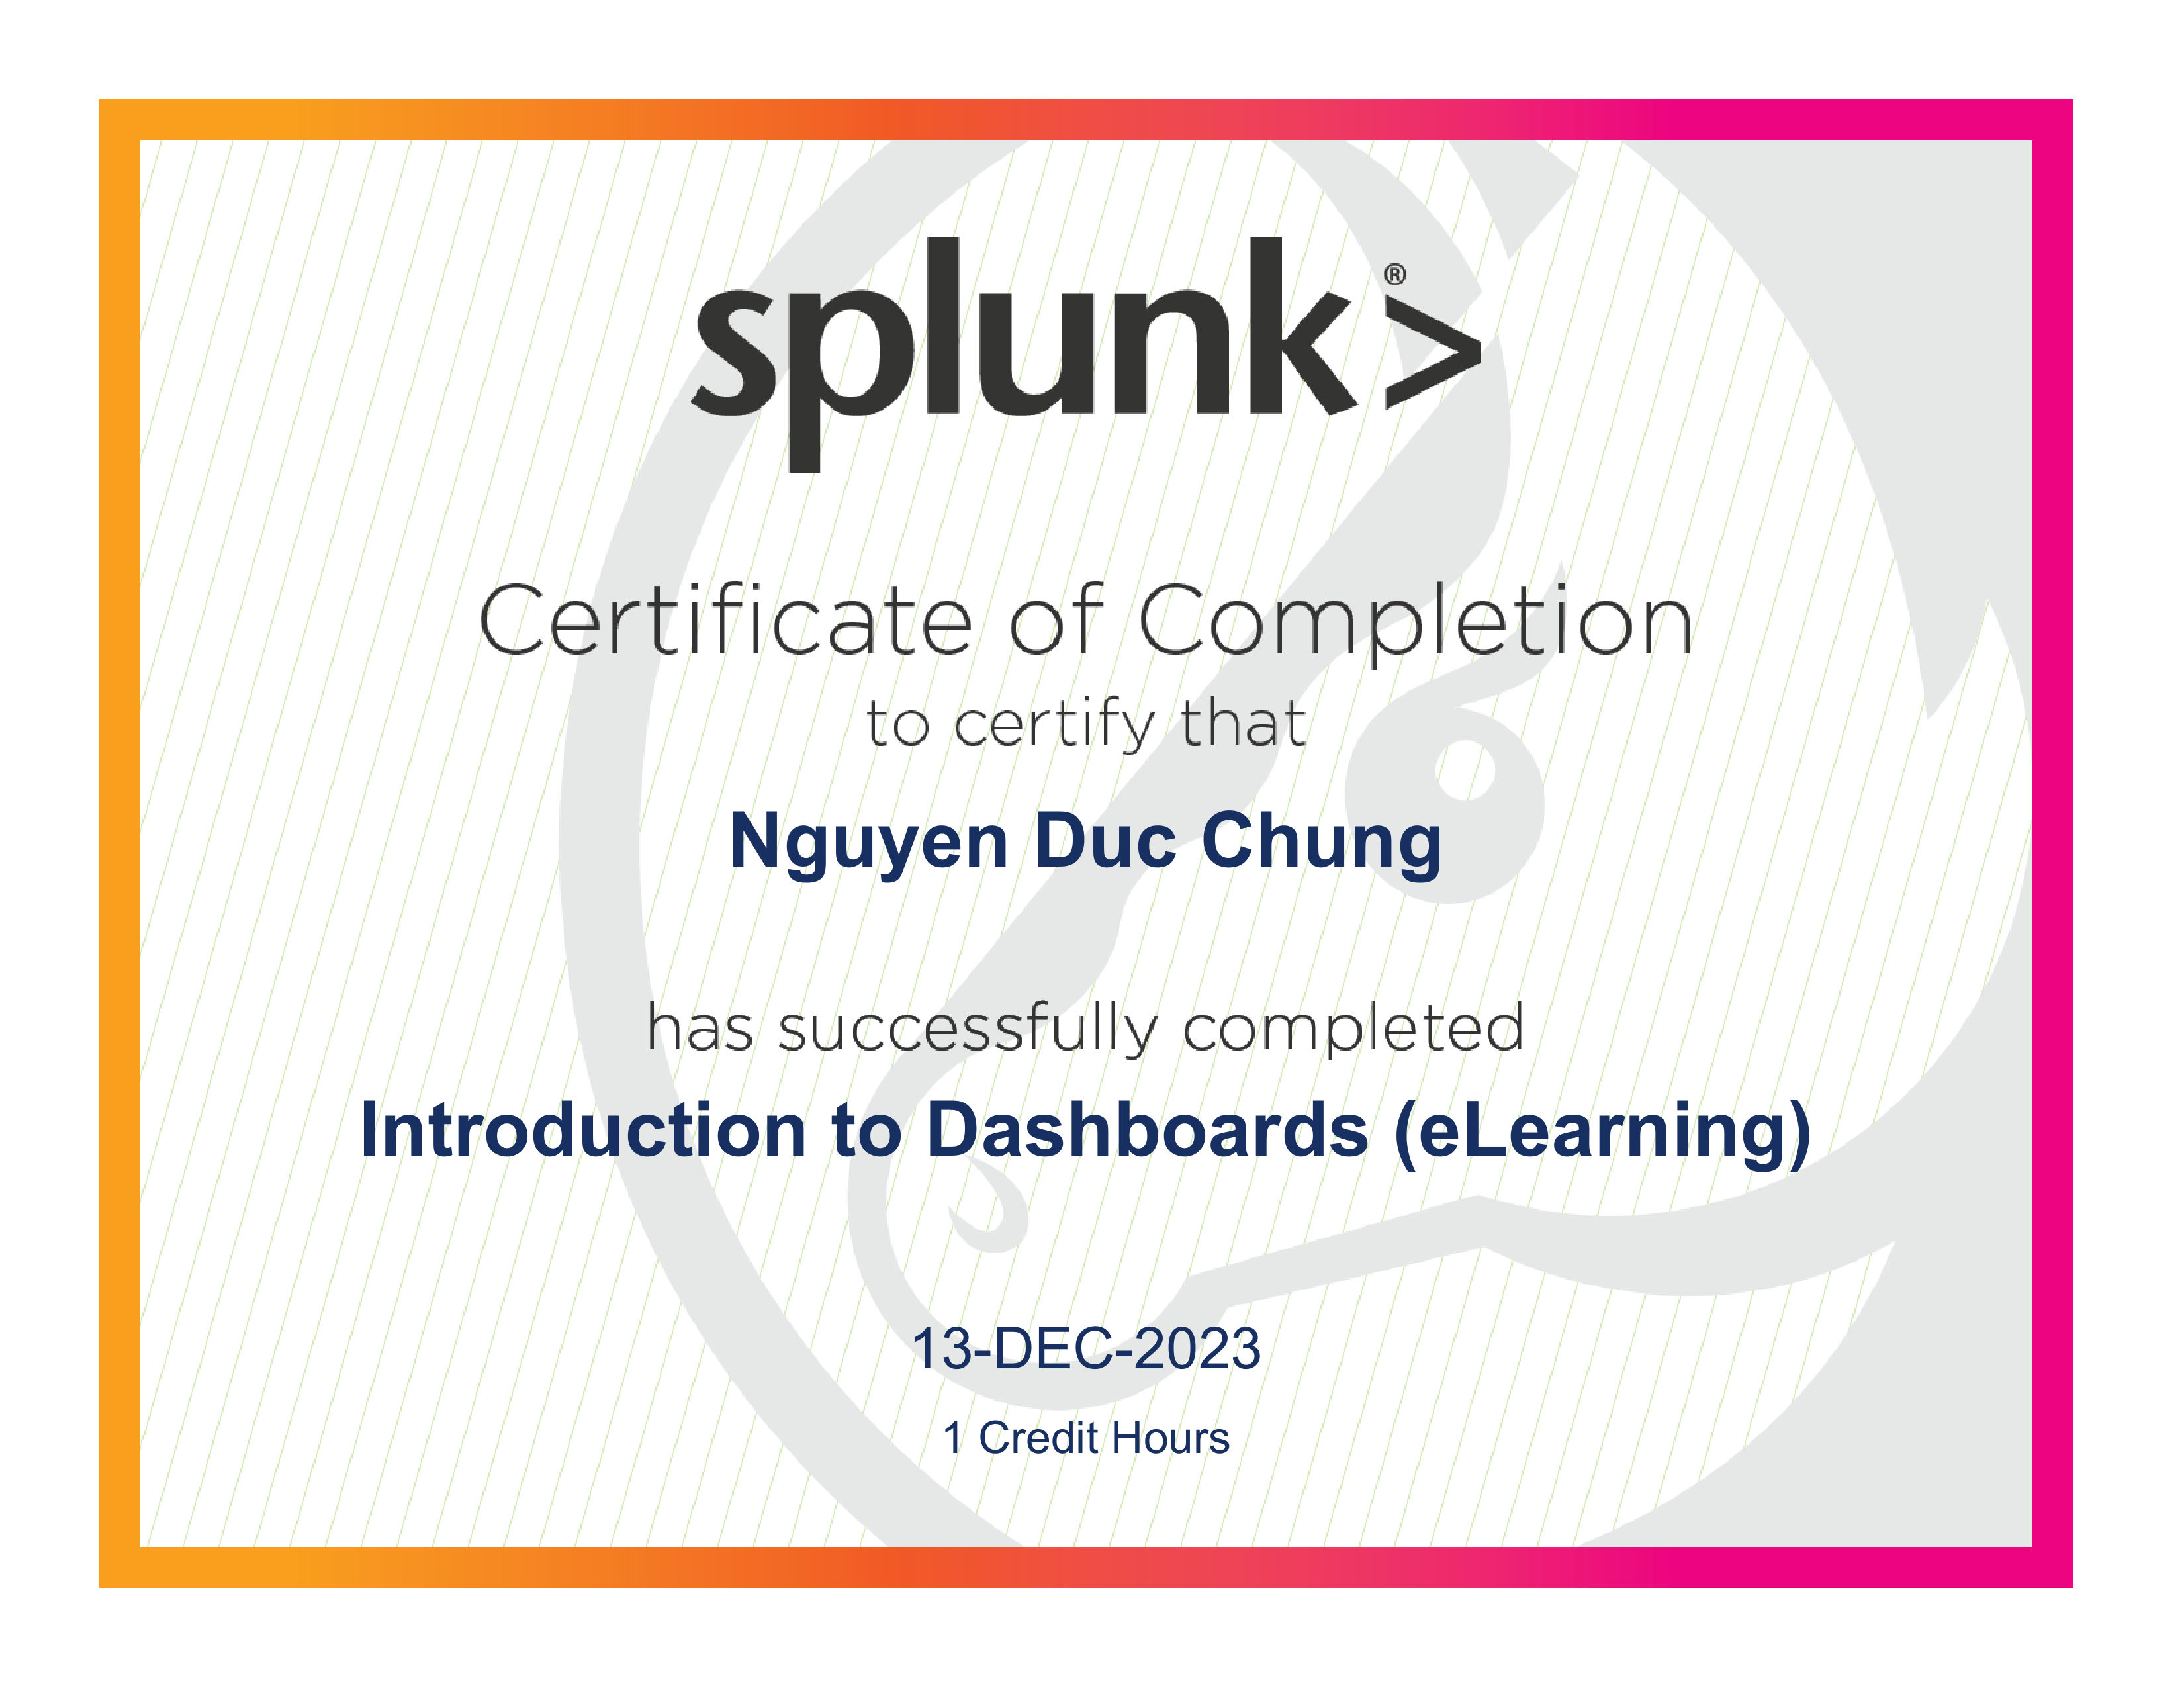 splunk>®
Certificate of Completion
to certify that
Nguyen Duc Chung
has successfully completed
Introduction to Dashboards (eLearning)
13-DEC-2023
1 Credit Hours